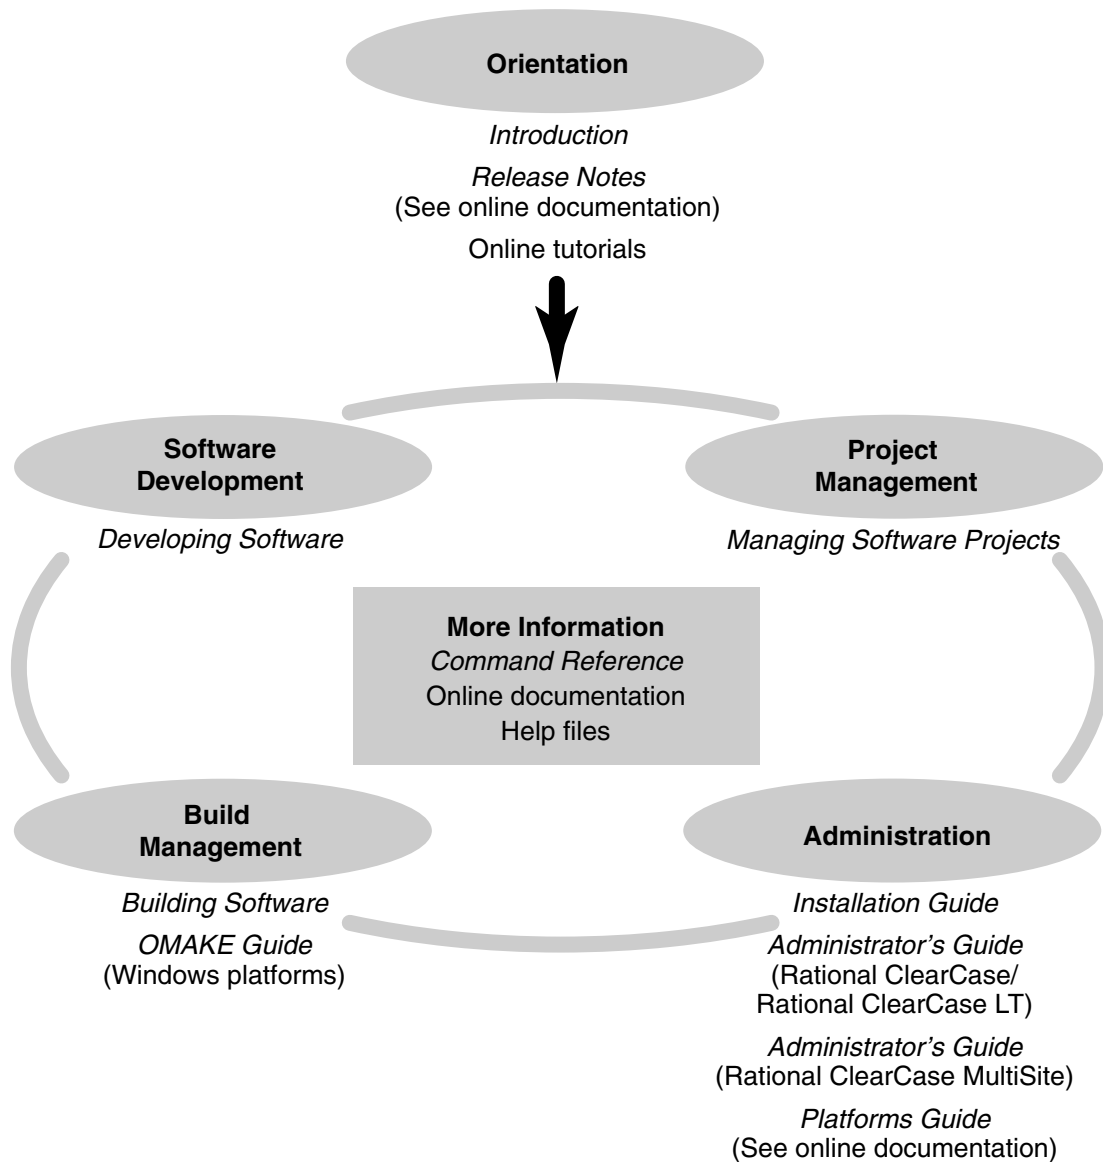 Orientation
Introduction
Release Notes
(See online documentation)
Online tutorials
Software
Development
Developing Software
Project
Management
Managing Software Projects
More Information
Command Reference
Online documentation
Help files
Build
Management
Building Software
OMAKE Guide
(Windows platforms)
Administration
Installation Guide
Administrator's Guide
(Rational ClearCase/
Rational ClearCase LT)
Administrator's Guide
(Rational ClearCase MultiSite)
Platforms Guide
(See online documentation)